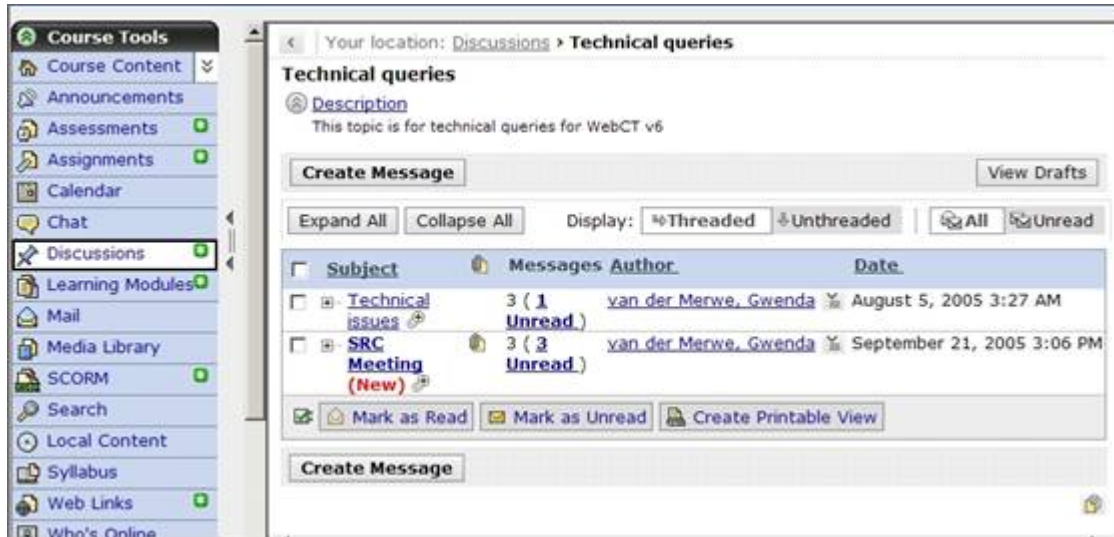 Course Tools
Course Content
Announcements
Assessments
Assignments
Calendar
Chat
Discussions
Learning Modules
Mail
Media Library
SCORM
Search
Local Content
Syllabus
Web Links
Who's Online
Your location: Discussions › Technical queries
Technical queries
Description
This topic is for technical queries for WebCT v6
Create Message View Drafts
Expand All Collapse All Display: Threaded Unthreaded All Unread
Subject Messages Author Date
Technical 3 ( 1 van der Merwe, Gwenda August 5, 2005 3:27 AM
issues Unread )
SRC 3 ( 3 van der Merwe, Gwenda September 21, 2005 3:06 PM
Meeting Unread )
(New)
Mark as Read Mark as Unread Create Printable View
Create Message